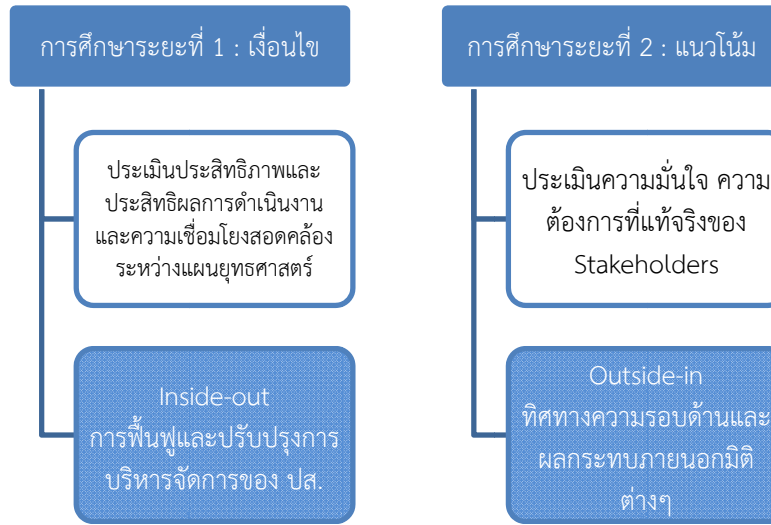 การศึกษาระยะที่ 1 : เงื่อนไข
ประเมินประสิทธิภาพและ
ประสิทธิผลการดำเนินงาน
และความเชื่อมโยงสอดคล้อง
ระหว่างแผนยุทธศาสตร์
Inside-out
การฟื้นฟูและปรับปรุงการ
บริหารจัดการของ ปส.
การศึกษาระยะที่ 2 : แนวโน้ม
ประเมินความมั่นใจ ความ
ต้องการที่แท้จริงของ
Stakeholders
Outside-in
ทิศทางความรอบด้านและ
ผลกระทบภายนอกมิติ
ต่างๆ